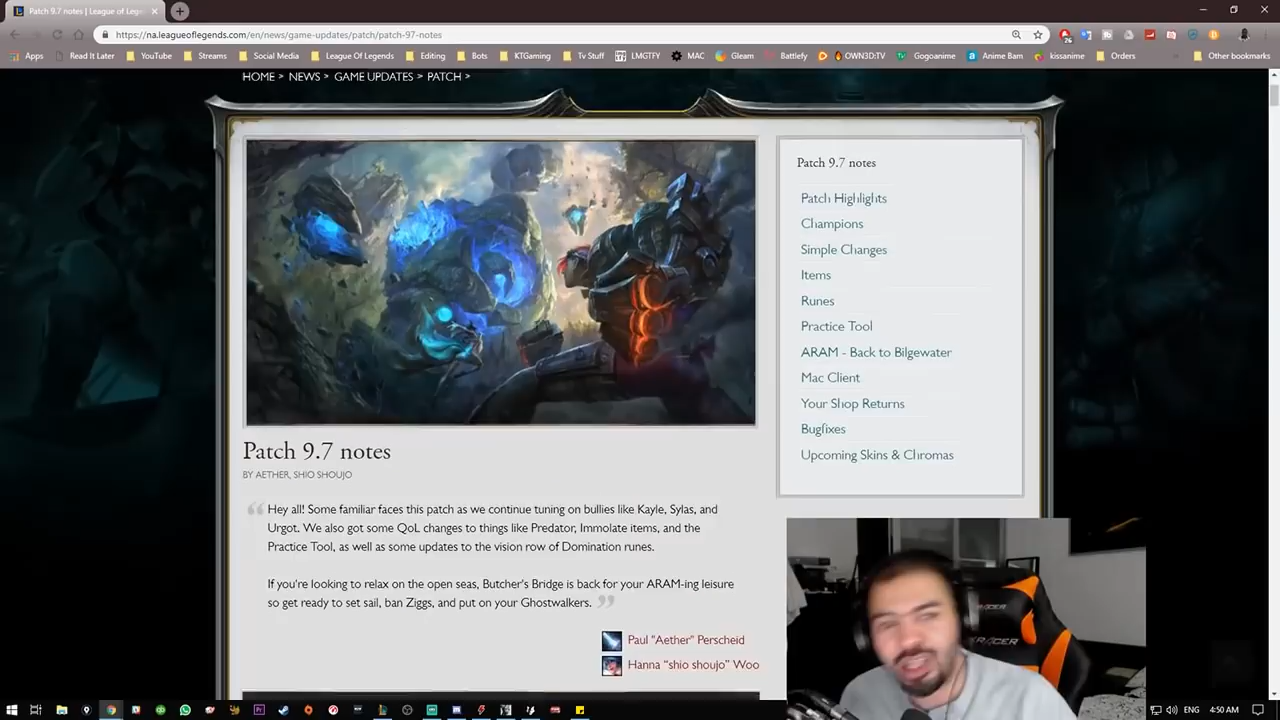 Patch 9.7 notes | League of Leg
https://na.leagueoflegends.com/en/news/game-updates/patch/patch-97-notes
Apps Read It Later YouTube Streams Social Media League Of Legends Editing Bots KTGaming Tv Stuff LMGTFY MAC Gleam Battlefy OWN3D:TV Gogoanime Anime Bam kissanime Orders Other bookmarks
HOME > NEWS > GAME UPDATES > PATCH >
Patch 9.7 notes
Patch Highlights
Champions
Simple Changes
Items
Runes
Practice Tool
ARAM - Back to Bilgewater
Mac Client
Your Shop Returns
Bugfixes
Upcoming Skins & Chromas
Patch 9.7 notes
BY AETHER, SHIO SHOUJO
Hey all! Some familiar faces this patch as we continue tuning on bullies like Kayle, Sylas, and
Urgot. We also got some QoL changes to things like Predator, Immolate items, and the
Practice Tool, as well as some updates to the vision row of Domination runes.
If you're looking to relax on the open seas, Butcher's Bridge is back for your ARAM-ing leisure
so get ready to set sail, ban Ziggs, and put on your Ghostwalkers.
Paul "Aether" Perscheid
Hanna "shio shoujo" Woo
RACER
ENG 4:50 AM